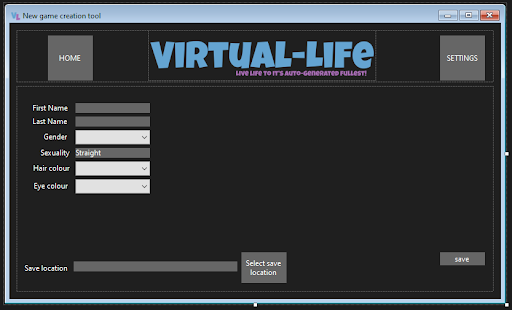 VL New game creation tool
HOME
VIRTUAL-LIFE
LIVE LIFE TO IT'S AUTO-GENERATED FULLEST!
SETTINGS
First Name
Last Name
Gender
Sexuality Straight
Hair colour
Eye colour
Save location
Select save
location
save